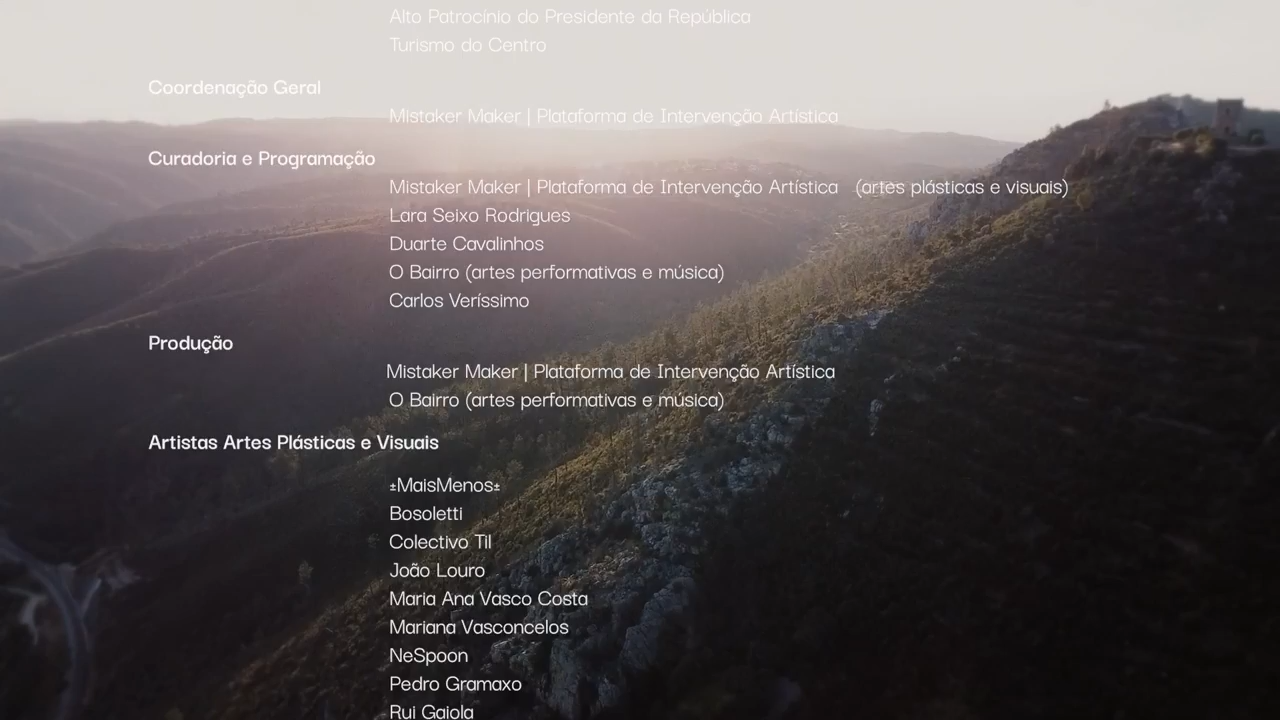 Alto Patrocínio do Presidente da República
Turismo do Centro
Coordenação Geral
Mistaker Maker | Plataforma de Intervenção Artística
Curadoria e Programação
Mistaker Maker | Plataforma de Intervenção Artística (artes plásticas e visuais)
Lara Seixo Rodrigues
Duarte Cavalinhos
O Bairro (artes performativas e música)
Carlos Veríssimo
Produção
Mistaker Maker | Plataforma de Intervenção Artística
O Bairro (artes performativas e música)
Artistas Artes Plásticas e Visuais
±MaisMenos±
Bosoletti
Colectivo Til
João Louro
Maria Ana Vasco Costa
Mariana Vasconcelos
NeSpoon
Pedro Gramaxo
Rui Gaiola